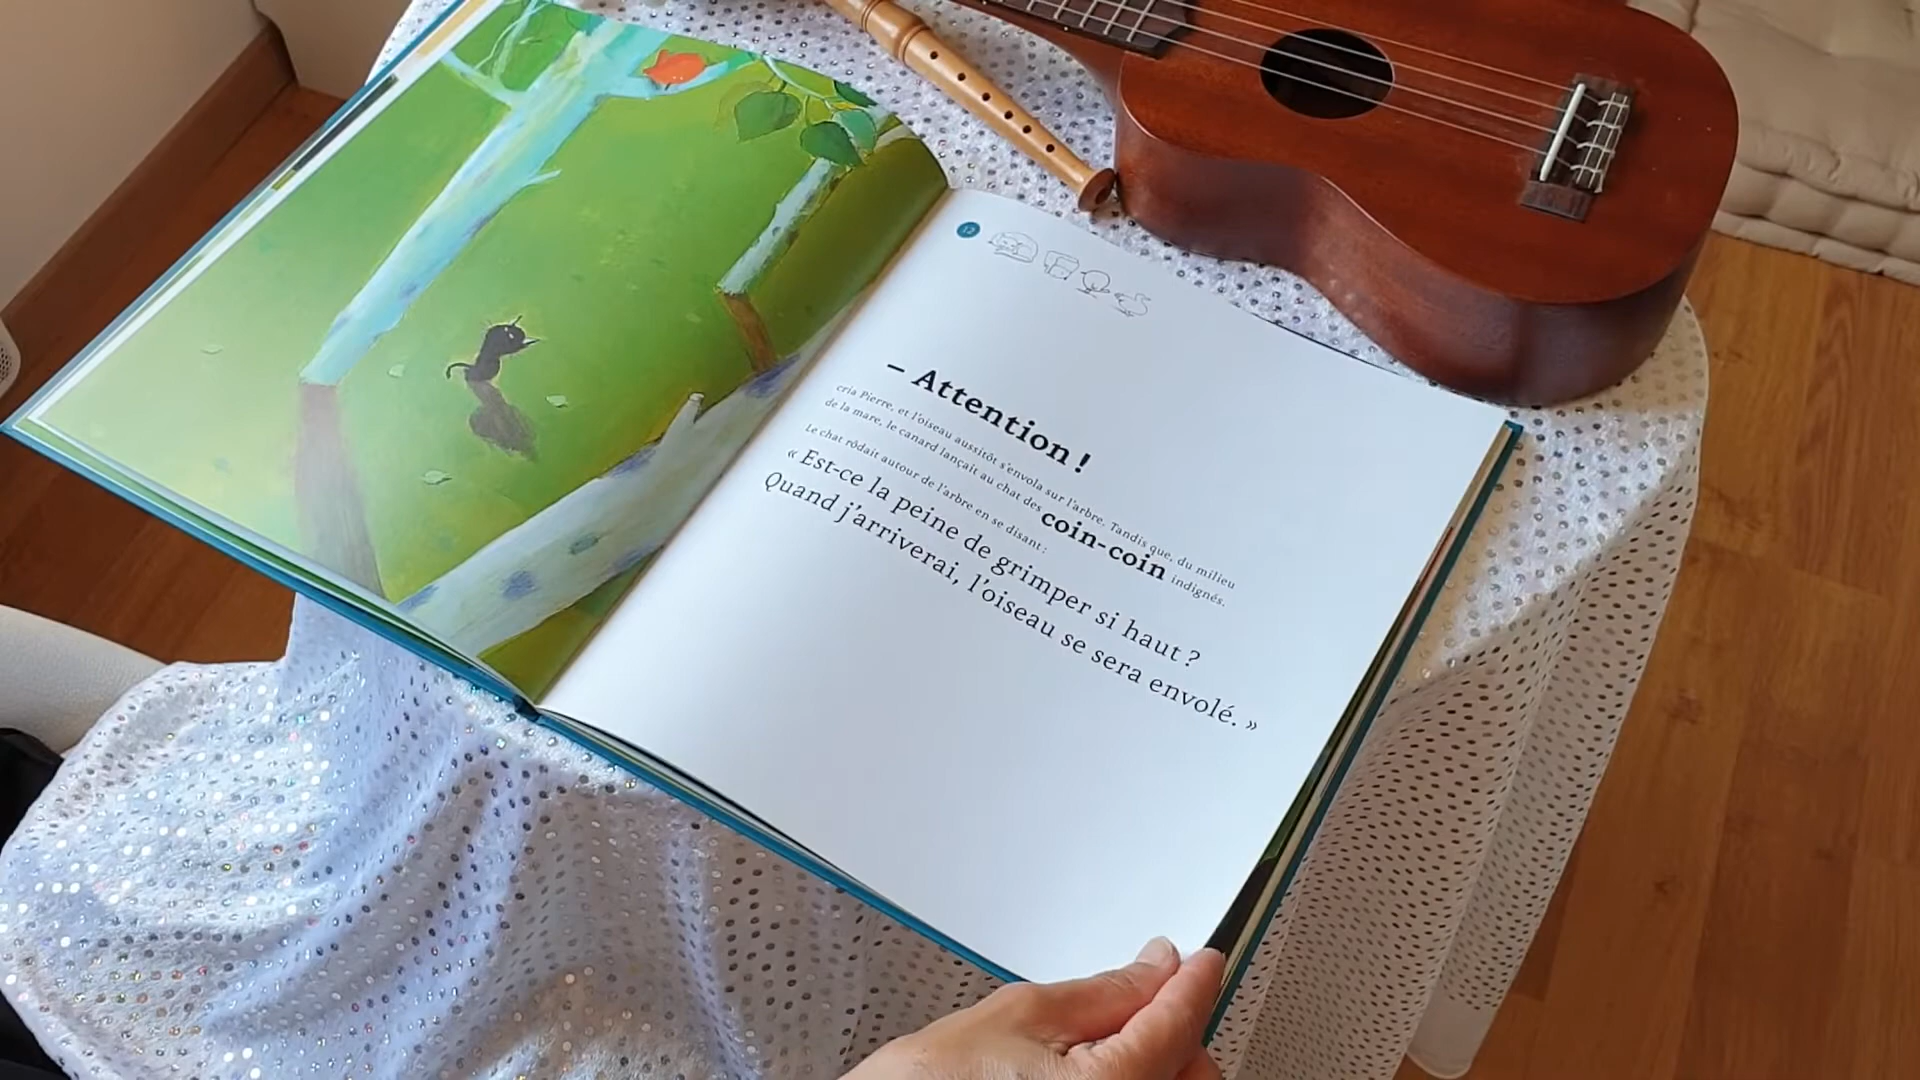 12
– Attention !
cria Pierre, et l'oiseau aussitôt s'envola sur l'arbre. Tandis que, du milieu
de la mare, le canard lançait au chat des coin-coin indignés.
Le chat rôdait autour de l'arbre en se disant :
« Est-ce la peine de grimper si haut ?
Quand j'arriverai, l'oiseau se sera envolé. »